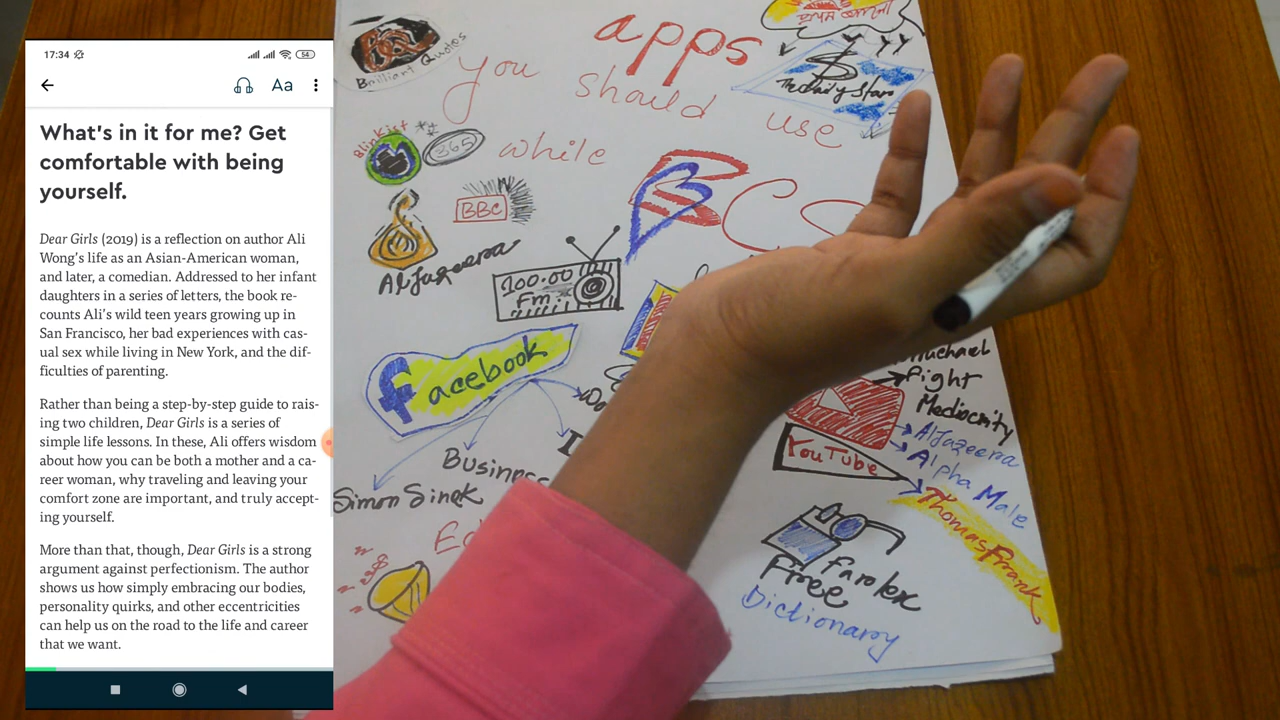 17:34
54
Aa
What's in it for me? Get
comfortable with being
yourself.
Dear Girls (2019) is a reflection on author Ali
Wong's life as an Asian-American woman,
and later, a comedian. Addressed to her infant
daughters in a series of letters, the book re-
counts Ali's wild teen years growing up in
San Francisco, her bad experiences with cas-
ual sex while living in New York, and the dif-
ficulties of parenting.
Rather than being a step-by-step guide to rais-
ing two children, Dear Girls is a series of
simple life lessons. In these, Ali offers wisdom
about how you can be both a mother and a ca-
reer woman, why traveling and leaving your
comfort zone are important, and truly accept-
ing yourself.
More than that, though, Dear Girls is a strong
argument against perfectionism. The author
shows us how simply embracing our bodies,
personality quirks, and other eccentricities
can help us on the road to the life and career
that we want.
apps
you should use
while
BCS
Brilliant Quotes
The daily Star
Blinkist
365
BBC
AlJazeera
100.00
Fm
facebook
Simon Sinek
Business
YouTube
Fight
Mediocrity
AlJazeera
Alpha Male
Thomas Frank
Free
Farlex
Dictionary